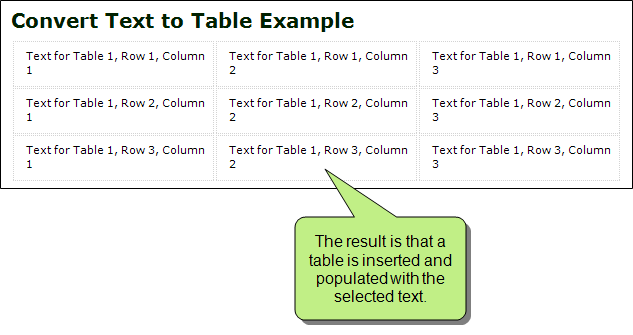 Convert Text to Table Example
Text for Table 1, Row 1, Column
1
Text for Table 1, Row 1, Column
2
Text for Table 1, Row 1, Column
3
Text for Table 1, Row 2, Column
1
Text for Table 1, Row 2, Column
2
Text for Table 1, Row 2, Column
3
Text for Table 1, Row 3, Column
1
Text for Table 1, Row 3, Column
2
Text for Table 1, Row 3, Column
3
The result is that a
table is inserted and
populated with the
selected text.